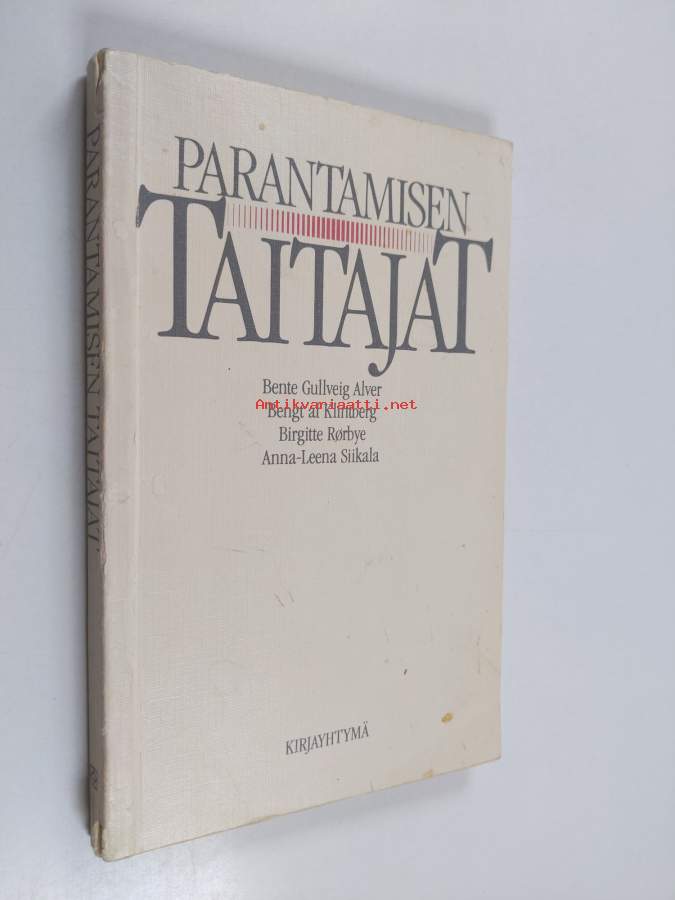 PARANTAMISEN
TAITAJAT
Bente Gullveig Alver
Bengt af Klintberg
Birgitte Rørbye
Anna-Leena Siikala
KIRJAYHTYMÄ
PARANTAMISEN TAITAJAT
Antikvariaatti.net